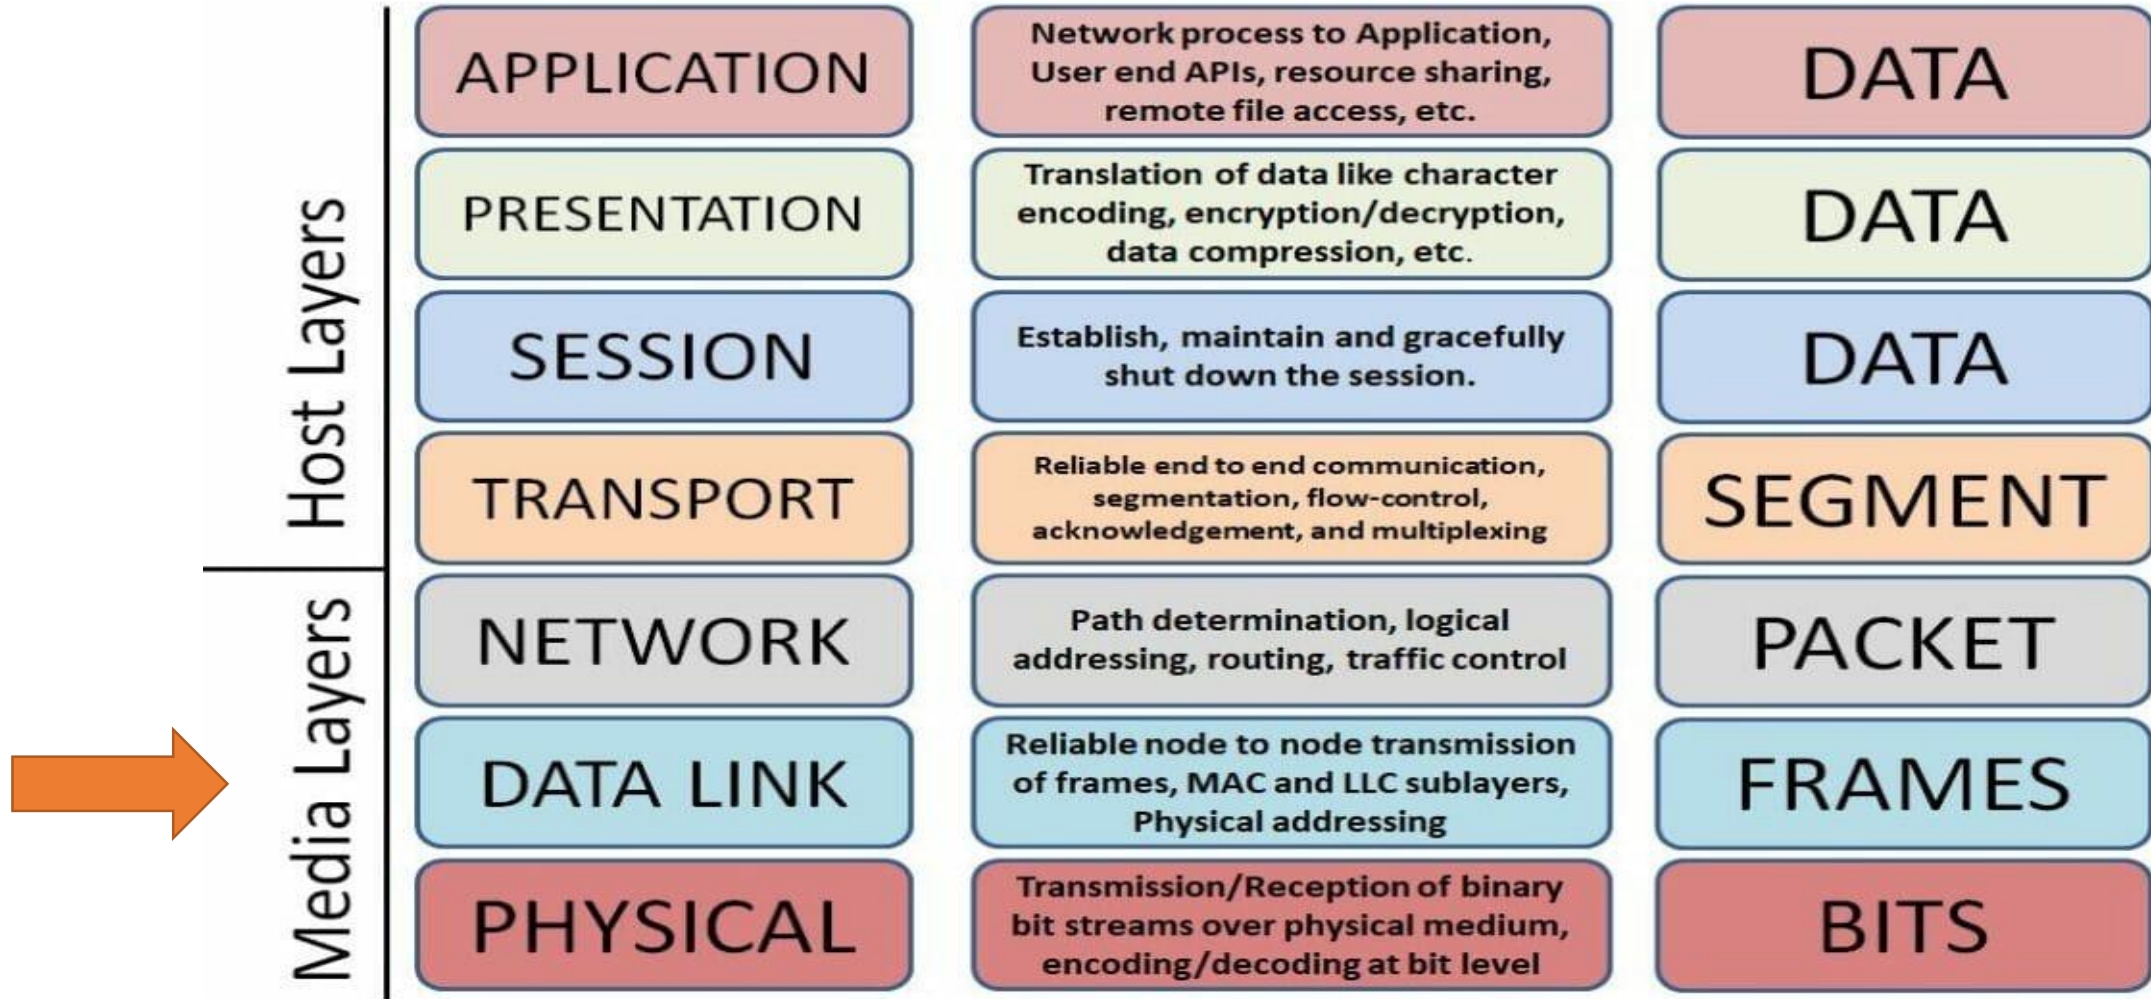 Host Layers
APPLICATION
Network process to Application,
User end APIs, resource sharing,
remote file access, etc.
DATA
PRESENTATION
Translation of data like character
encoding, encryption/decryption,
data compression, etc.
DATA
SESSION
Establish, maintain and gracefully
shut down the session.
DATA
TRANSPORT
Reliable end to end communication,
segmentation, flow-control,
acknowledgement, and multiplexing
SEGMENT
Media Layers
NETWORK
Path determination, logical
addressing, routing, traffic control
PACKET
DATA LINK
Reliable node to node transmission
of frames, MAC and LLC sublayers,
Physical addressing
FRAMES
PHYSICAL
Transmission/Reception of binary
bit streams over physical medium,
encoding/decoding at bit level
BITS